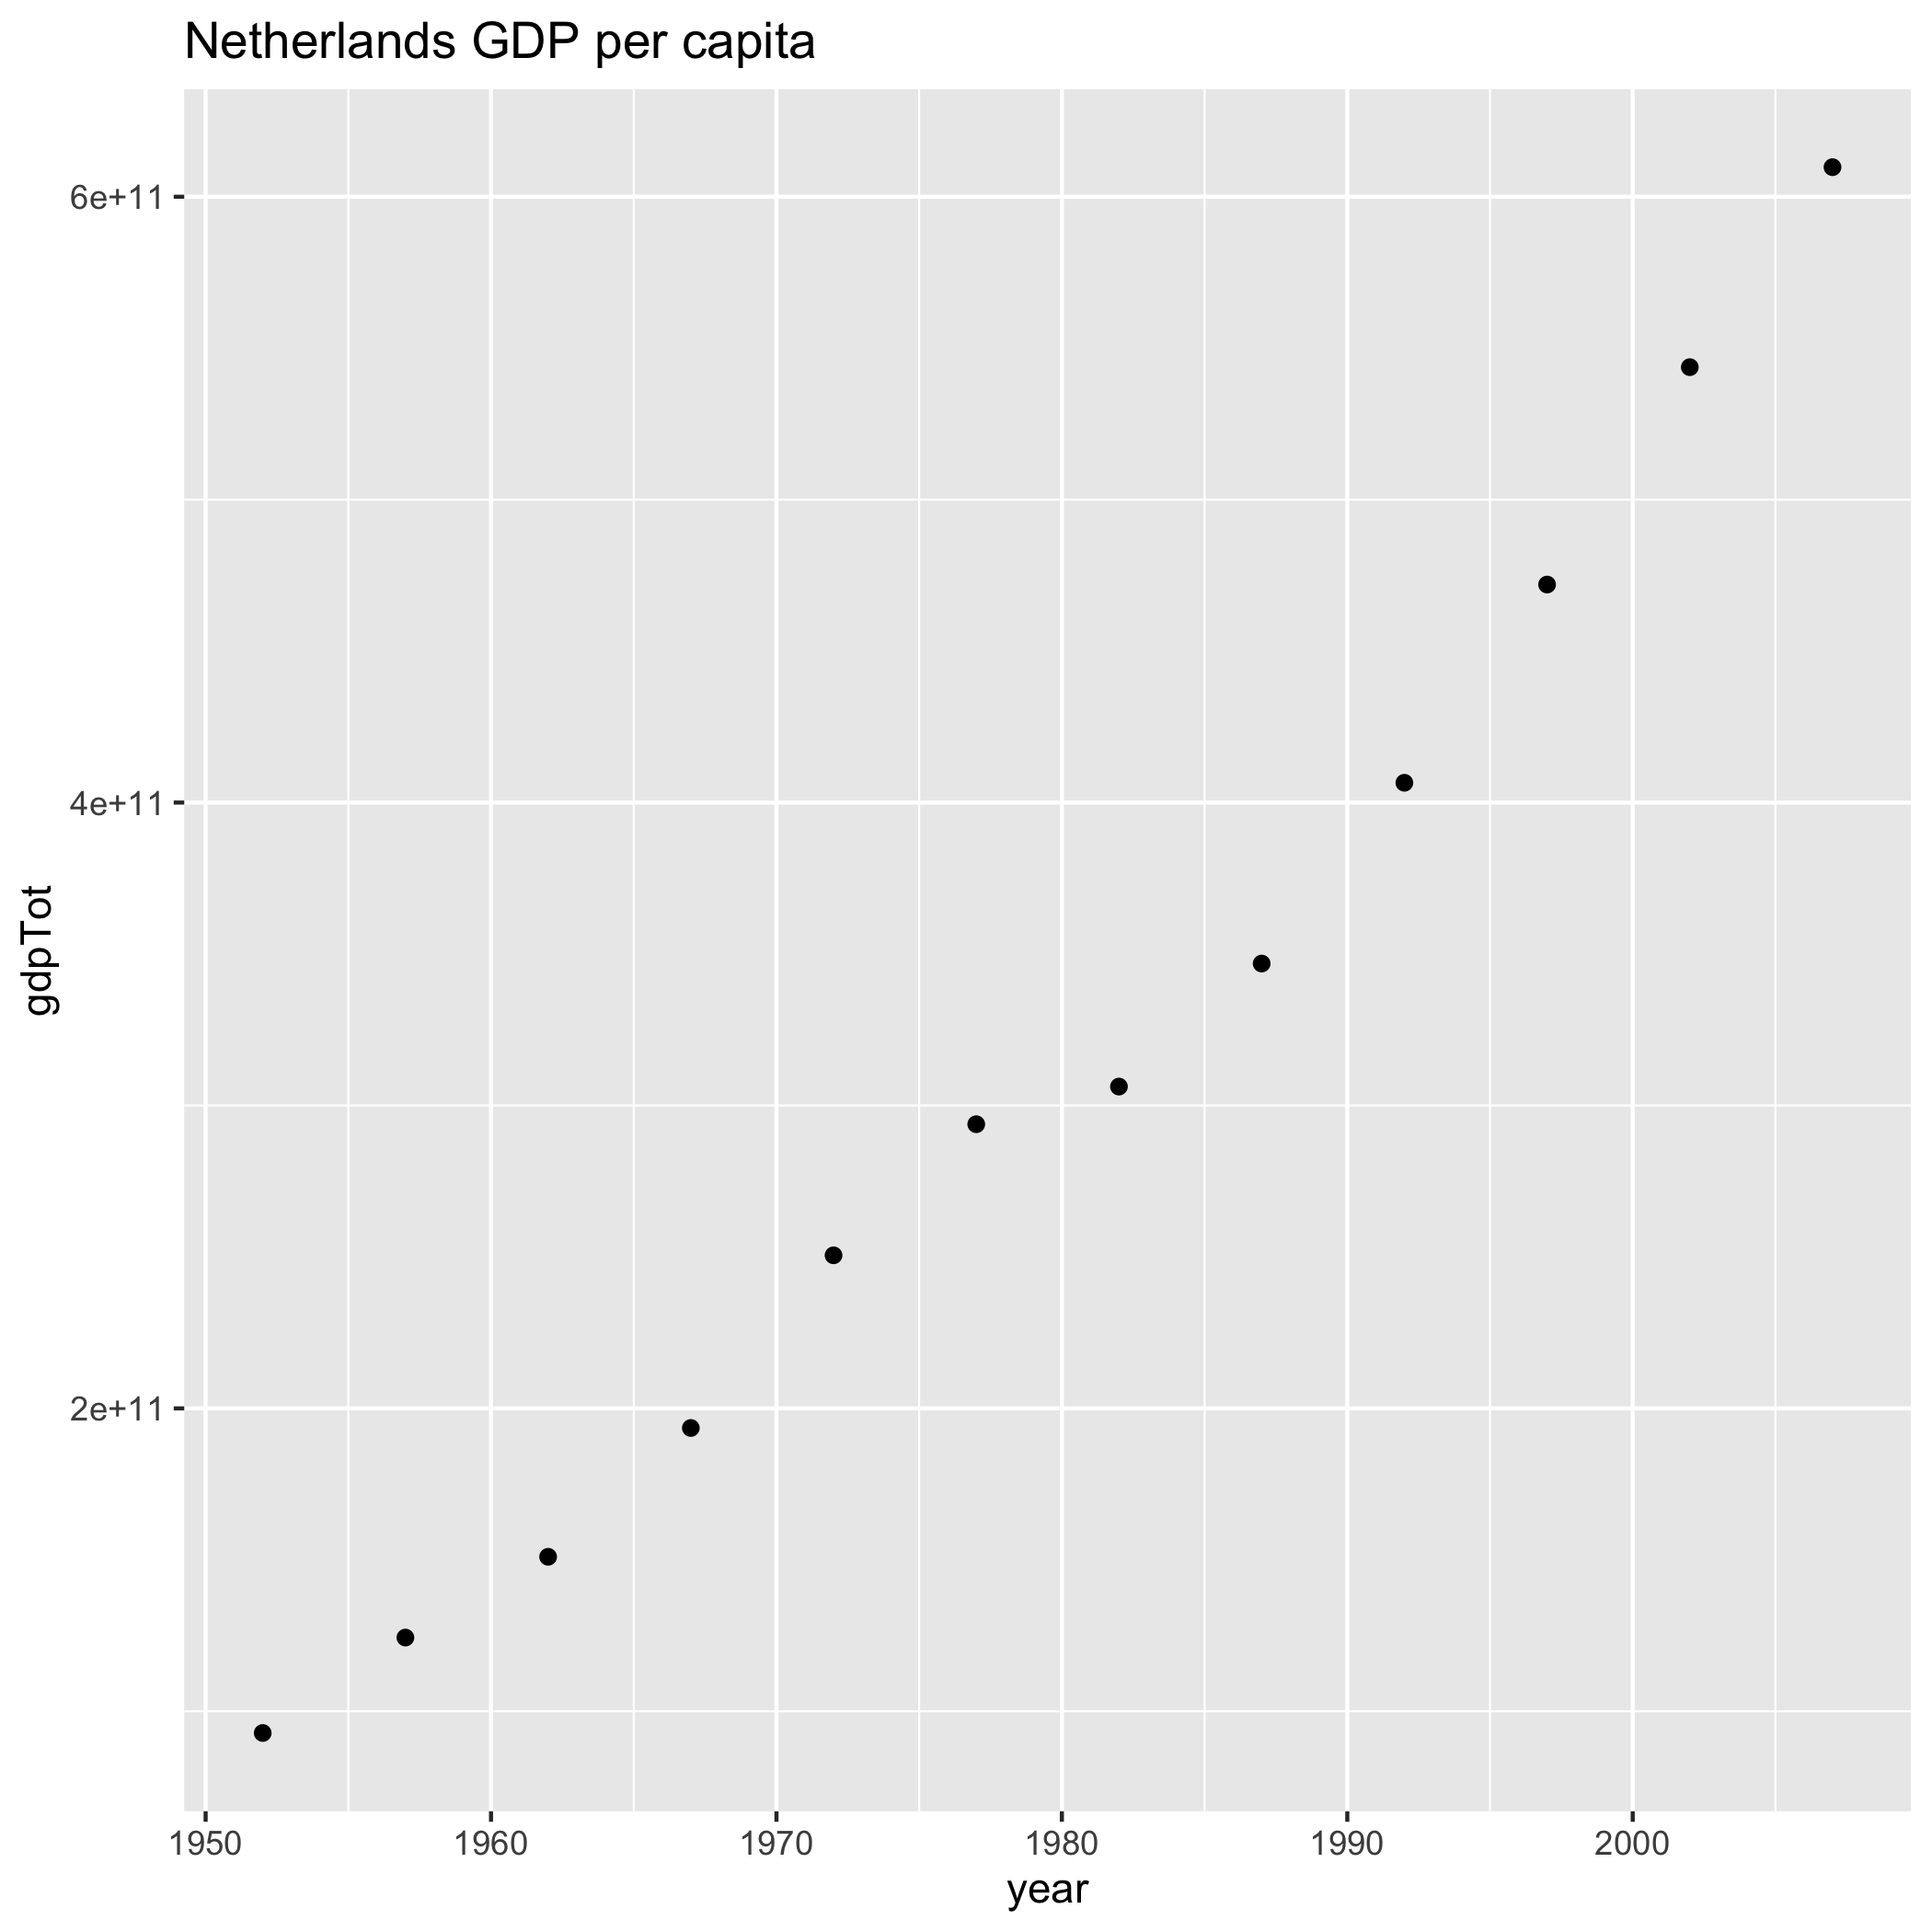 Netherlands GDP per capita
6e+11
4e+11
2e+11
gdpTot
1950 1960 1970 1980 1990 2000
year